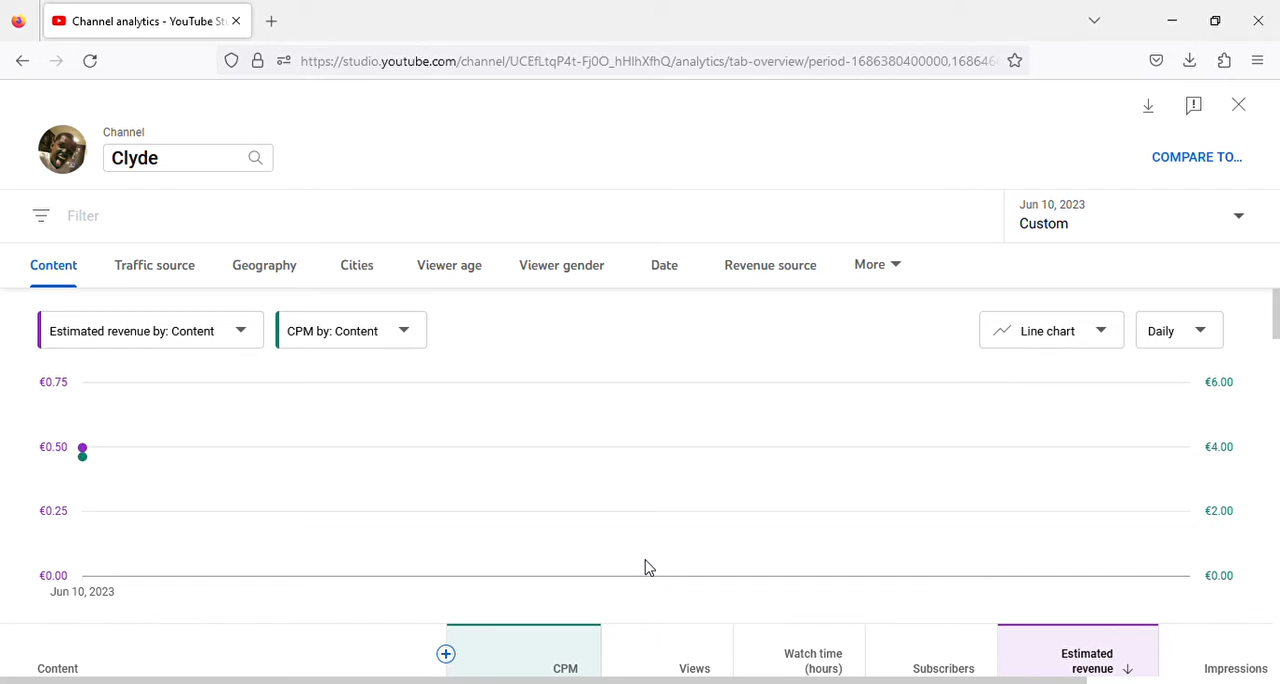 Channel analytics - YouTube St
https://studio.youtube.com/channel/UCEfLtqP4t-Fj0O_hHIhXfhQ/analytics/tab-overview/period-1686380400000,168646
Channel
Clyde
COMPARE TO...
Filter
Jun 10, 2023
Custom
Content
Traffic source
Geography
Cities
Viewer age
Viewer gender
Date
Revenue source
More
Estimated revenue by: Content
CPM by: Content
Line chart
Daily
€0.75
€6.00
€0.50
€4.00
€0.25
€2.00
€0.00
€0.00
Jun 10, 2023
Content
CPM
Views
Watch time
(hours)
Subscribers
Estimated
revenue
Impressions